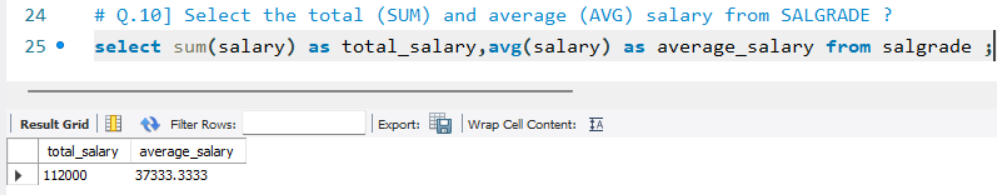 24 # Q.10] Select the total (SUM) and average (AVG) salary from SALGRADE ?
25 select sum(salary) as total_salary,avg(salary) as average_salary from salgrade ;
Result Grid Filter Rows: Export: Wrap Cell Content: IA
total_salary average_salary
112000 37333.3333